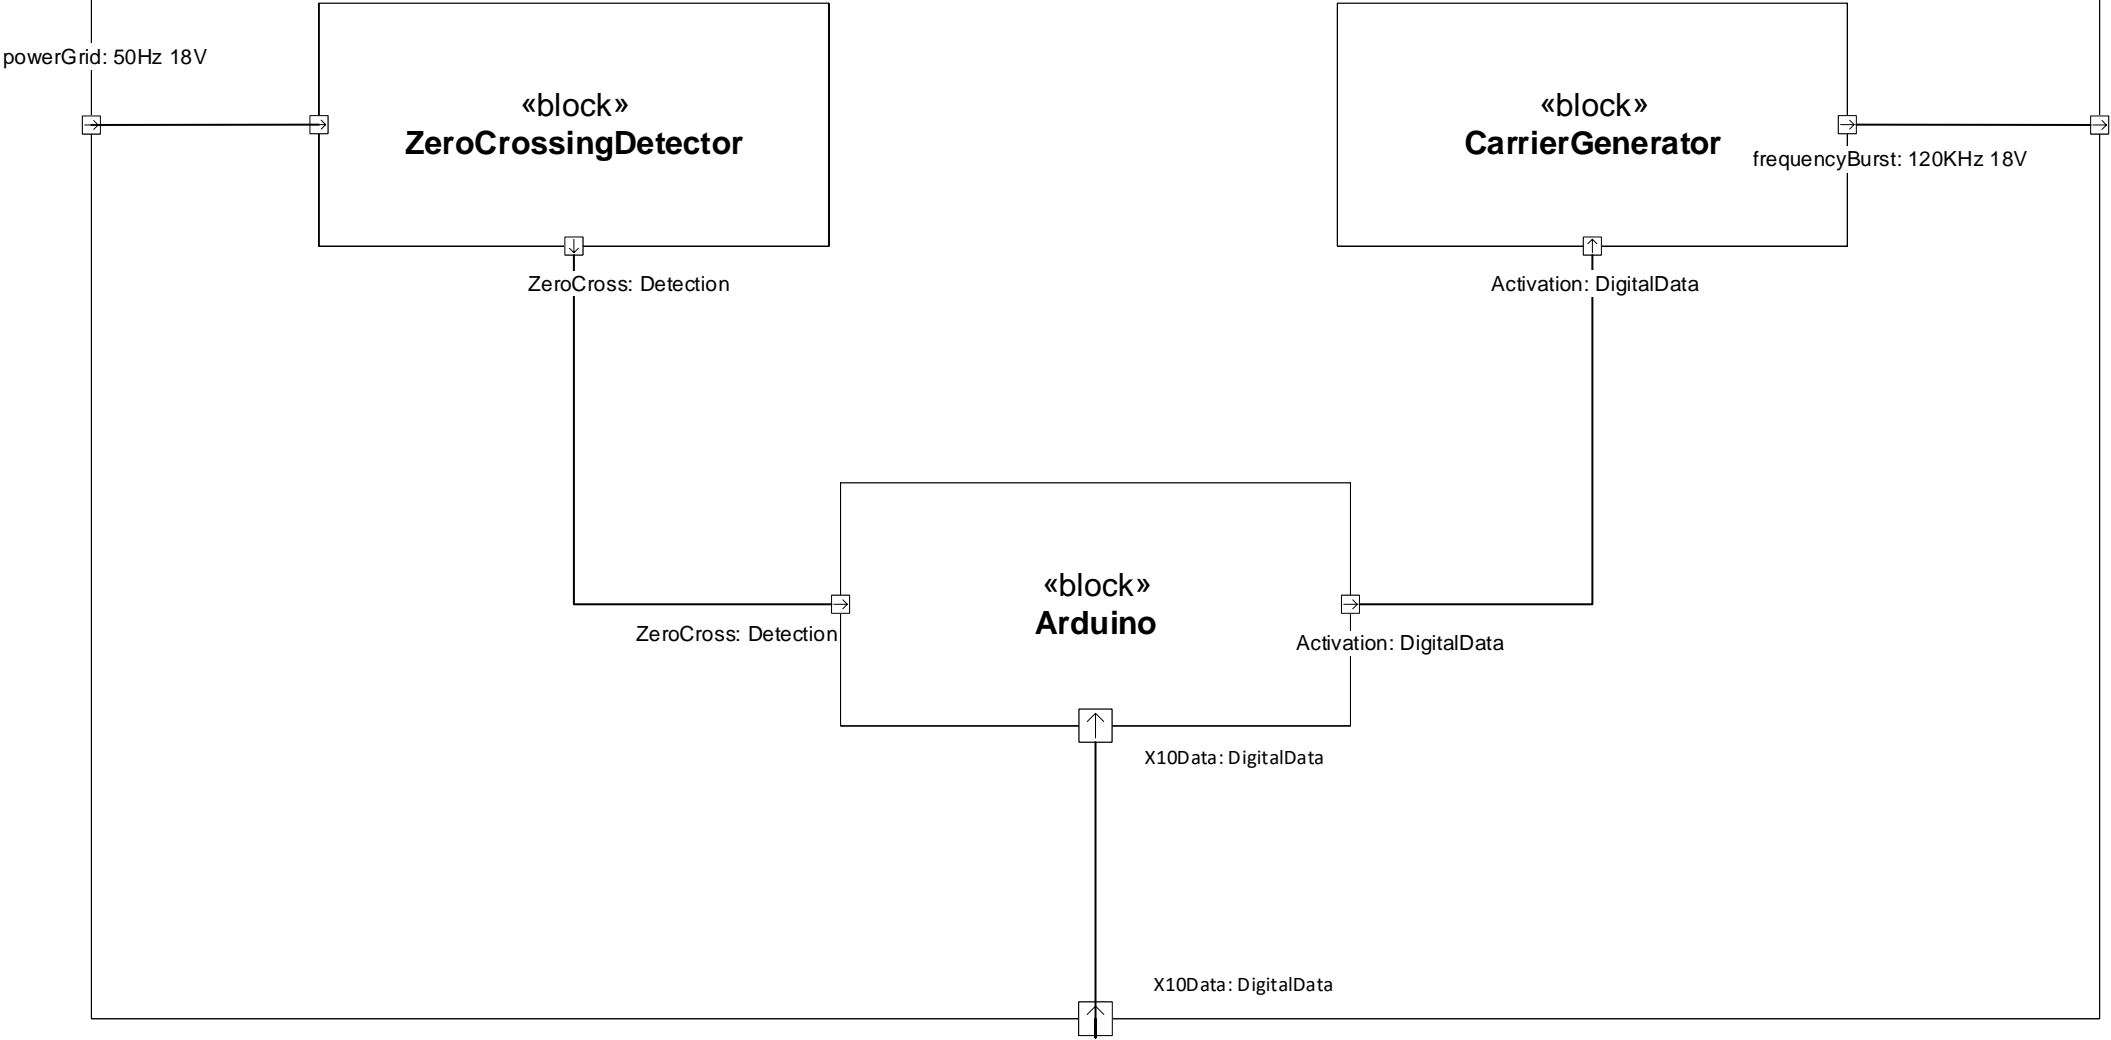 powerGrid: 50Hz 18V
«block»
ZeroCrossingDetector
«block»
CarrierGenerator
frequencyBurst: 120KHz 18V
ZeroCross: Detection
Activation: DigitalData
«block»
Arduino
ZeroCross: Detection
Activation: DigitalData
X10Data: DigitalData
X10Data: DigitalData